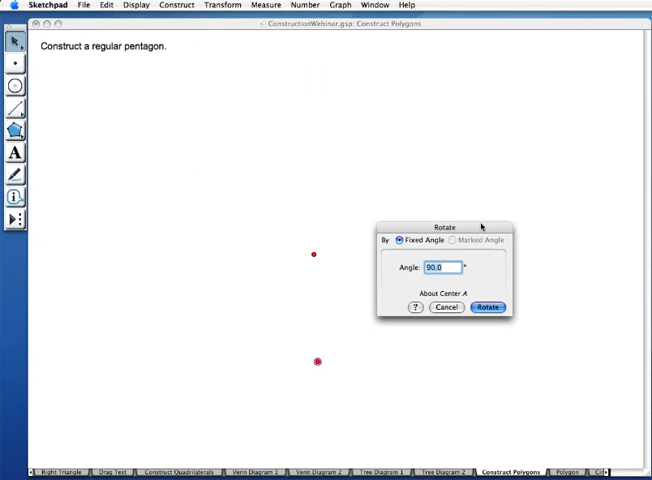 Sketchpad File Edit Display Construct Transform Measure Number Graph Window Help
ConstructionWebinar.gsp: Construct Polygons
Construct a regular pentagon.
A
Rotate
By Fixed Angle Marked Angle
Angle: 90.0 °
About Center A
? Cancel Rotate
Right Triangle Drag Test Construct Quadrilaterals Venn Diagram 1 Venn Diagram 2 Tree Diagram 1 Tree Diagram 2 Construct Polygons Polygon